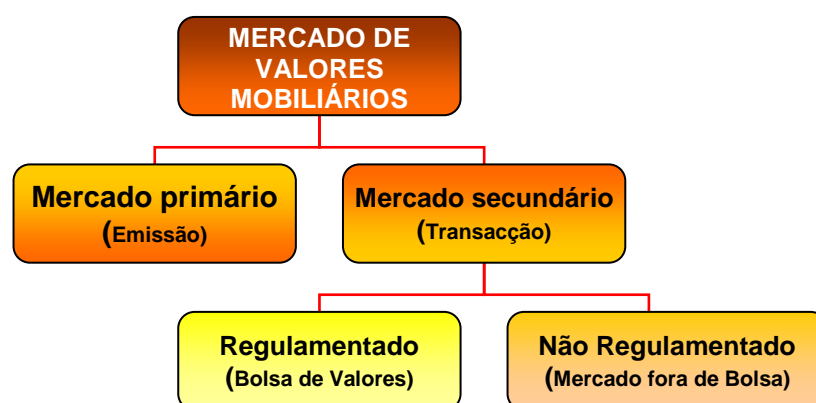 MERCADO DE
VALORES
MOBILIÁRIOS
Mercado primário
(Emissão)
Mercado secundário
(Transacção)
Regulamentado
(Bolsa de Valores)
Não Regulamentado
(Mercado fora de Bolsa)